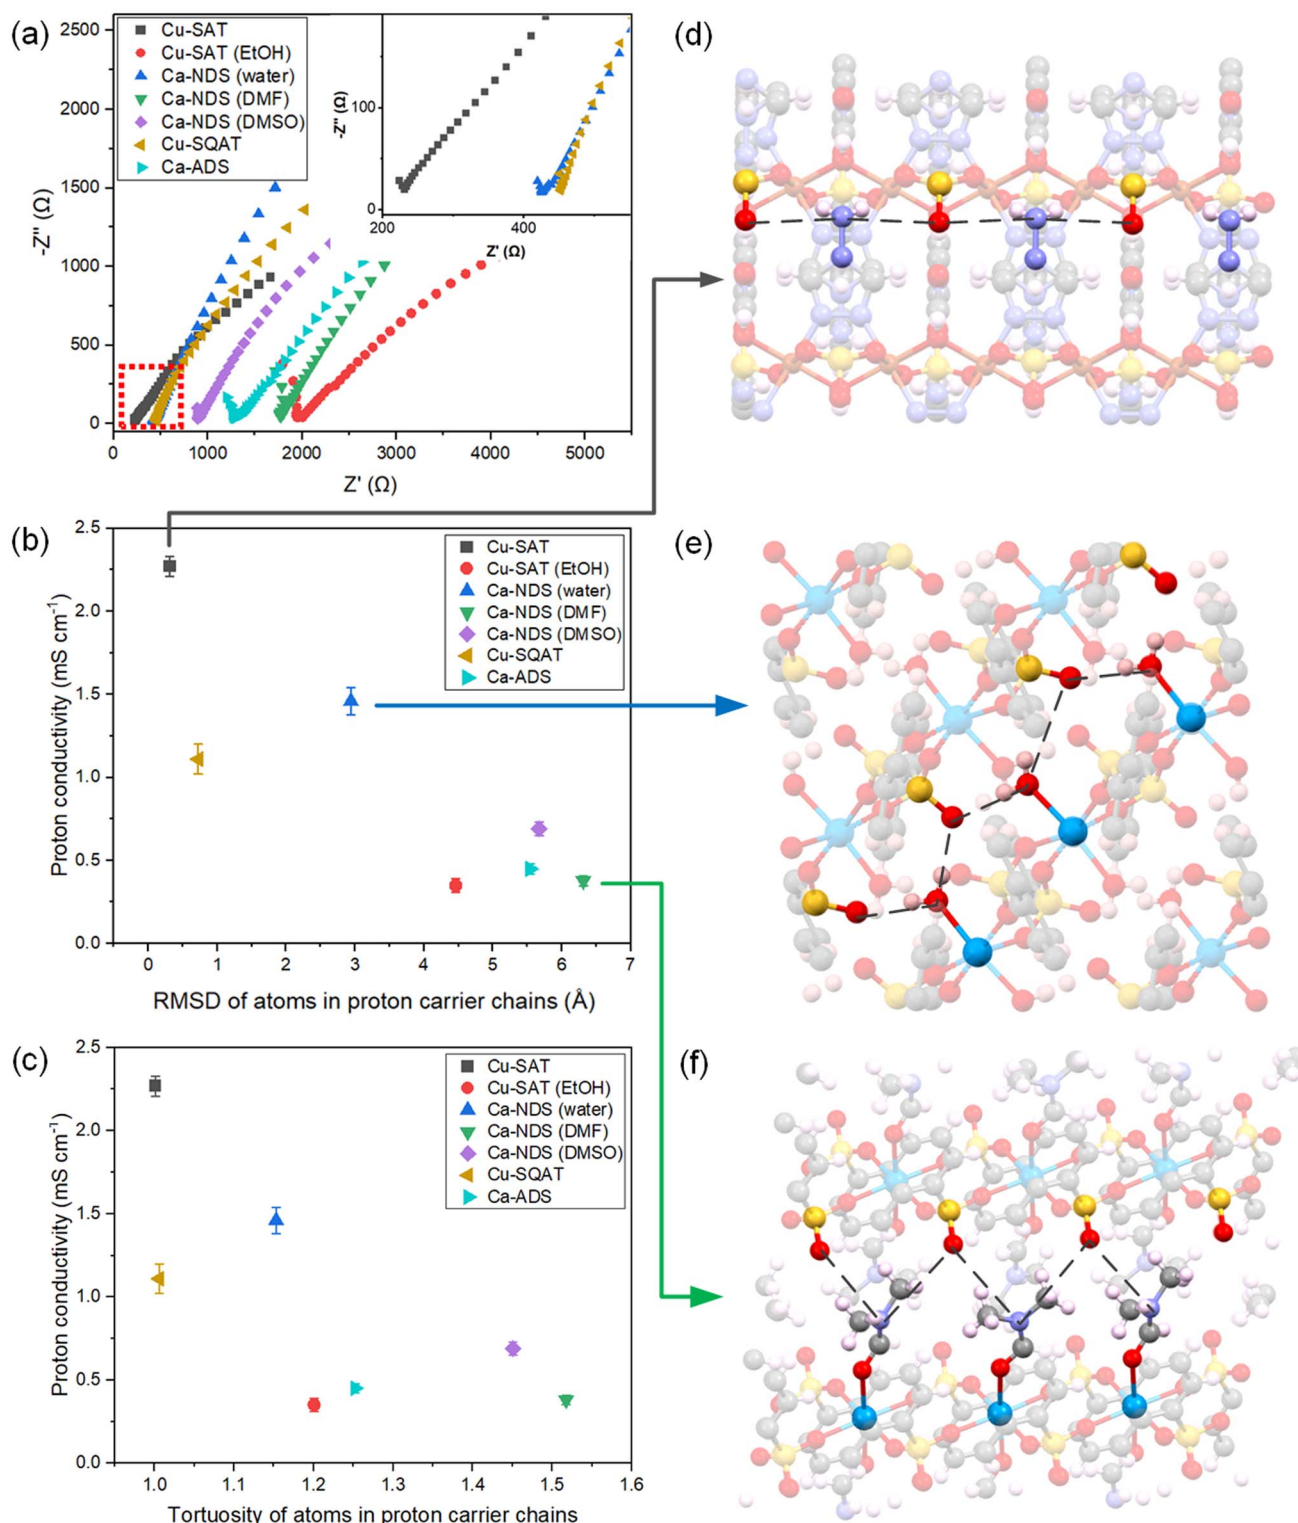 (a)
2500
2000
1500
1000
500
0
-Z'' (Ω)
Cu-SAT
Cu-SAT (EtOH)
Ca-NDS (water)
Ca-NDS (DMF)
Ca-NDS (DMSO)
Cu-SQAT
Ca-ADS
-Z'' (Ω)
100
0
200
400
Z' (Ω)
0
1000
2000
3000
4000
5000
Z' (Ω)
(d)
(b)
2.5
2.0
1.5
1.0
0.5
0.0
Proton conductivity (mS cm⁻¹)
Cu-SAT
Cu-SAT (EtOH)
Ca-NDS (water)
Ca-NDS (DMF)
Ca-NDS (DMSO)
Cu-SQAT
Ca-ADS
0
1
2
3
4
5
6
7
RMSD of atoms in proton carrier chains (Å)
(e)
(c)
2.5
2.0
1.5
1.0
0.5
0.0
Proton conductivity (mS cm⁻¹)
Cu-SAT
Cu-SAT (EtOH)
Ca-NDS (water)
Ca-NDS (DMF)
Ca-NDS (DMSO)
Cu-SQAT
Ca-ADS
1.0
1.1
1.2
1.3
1.4
1.5
1.6
Tortuosity of atoms in proton carrier chains
(f)